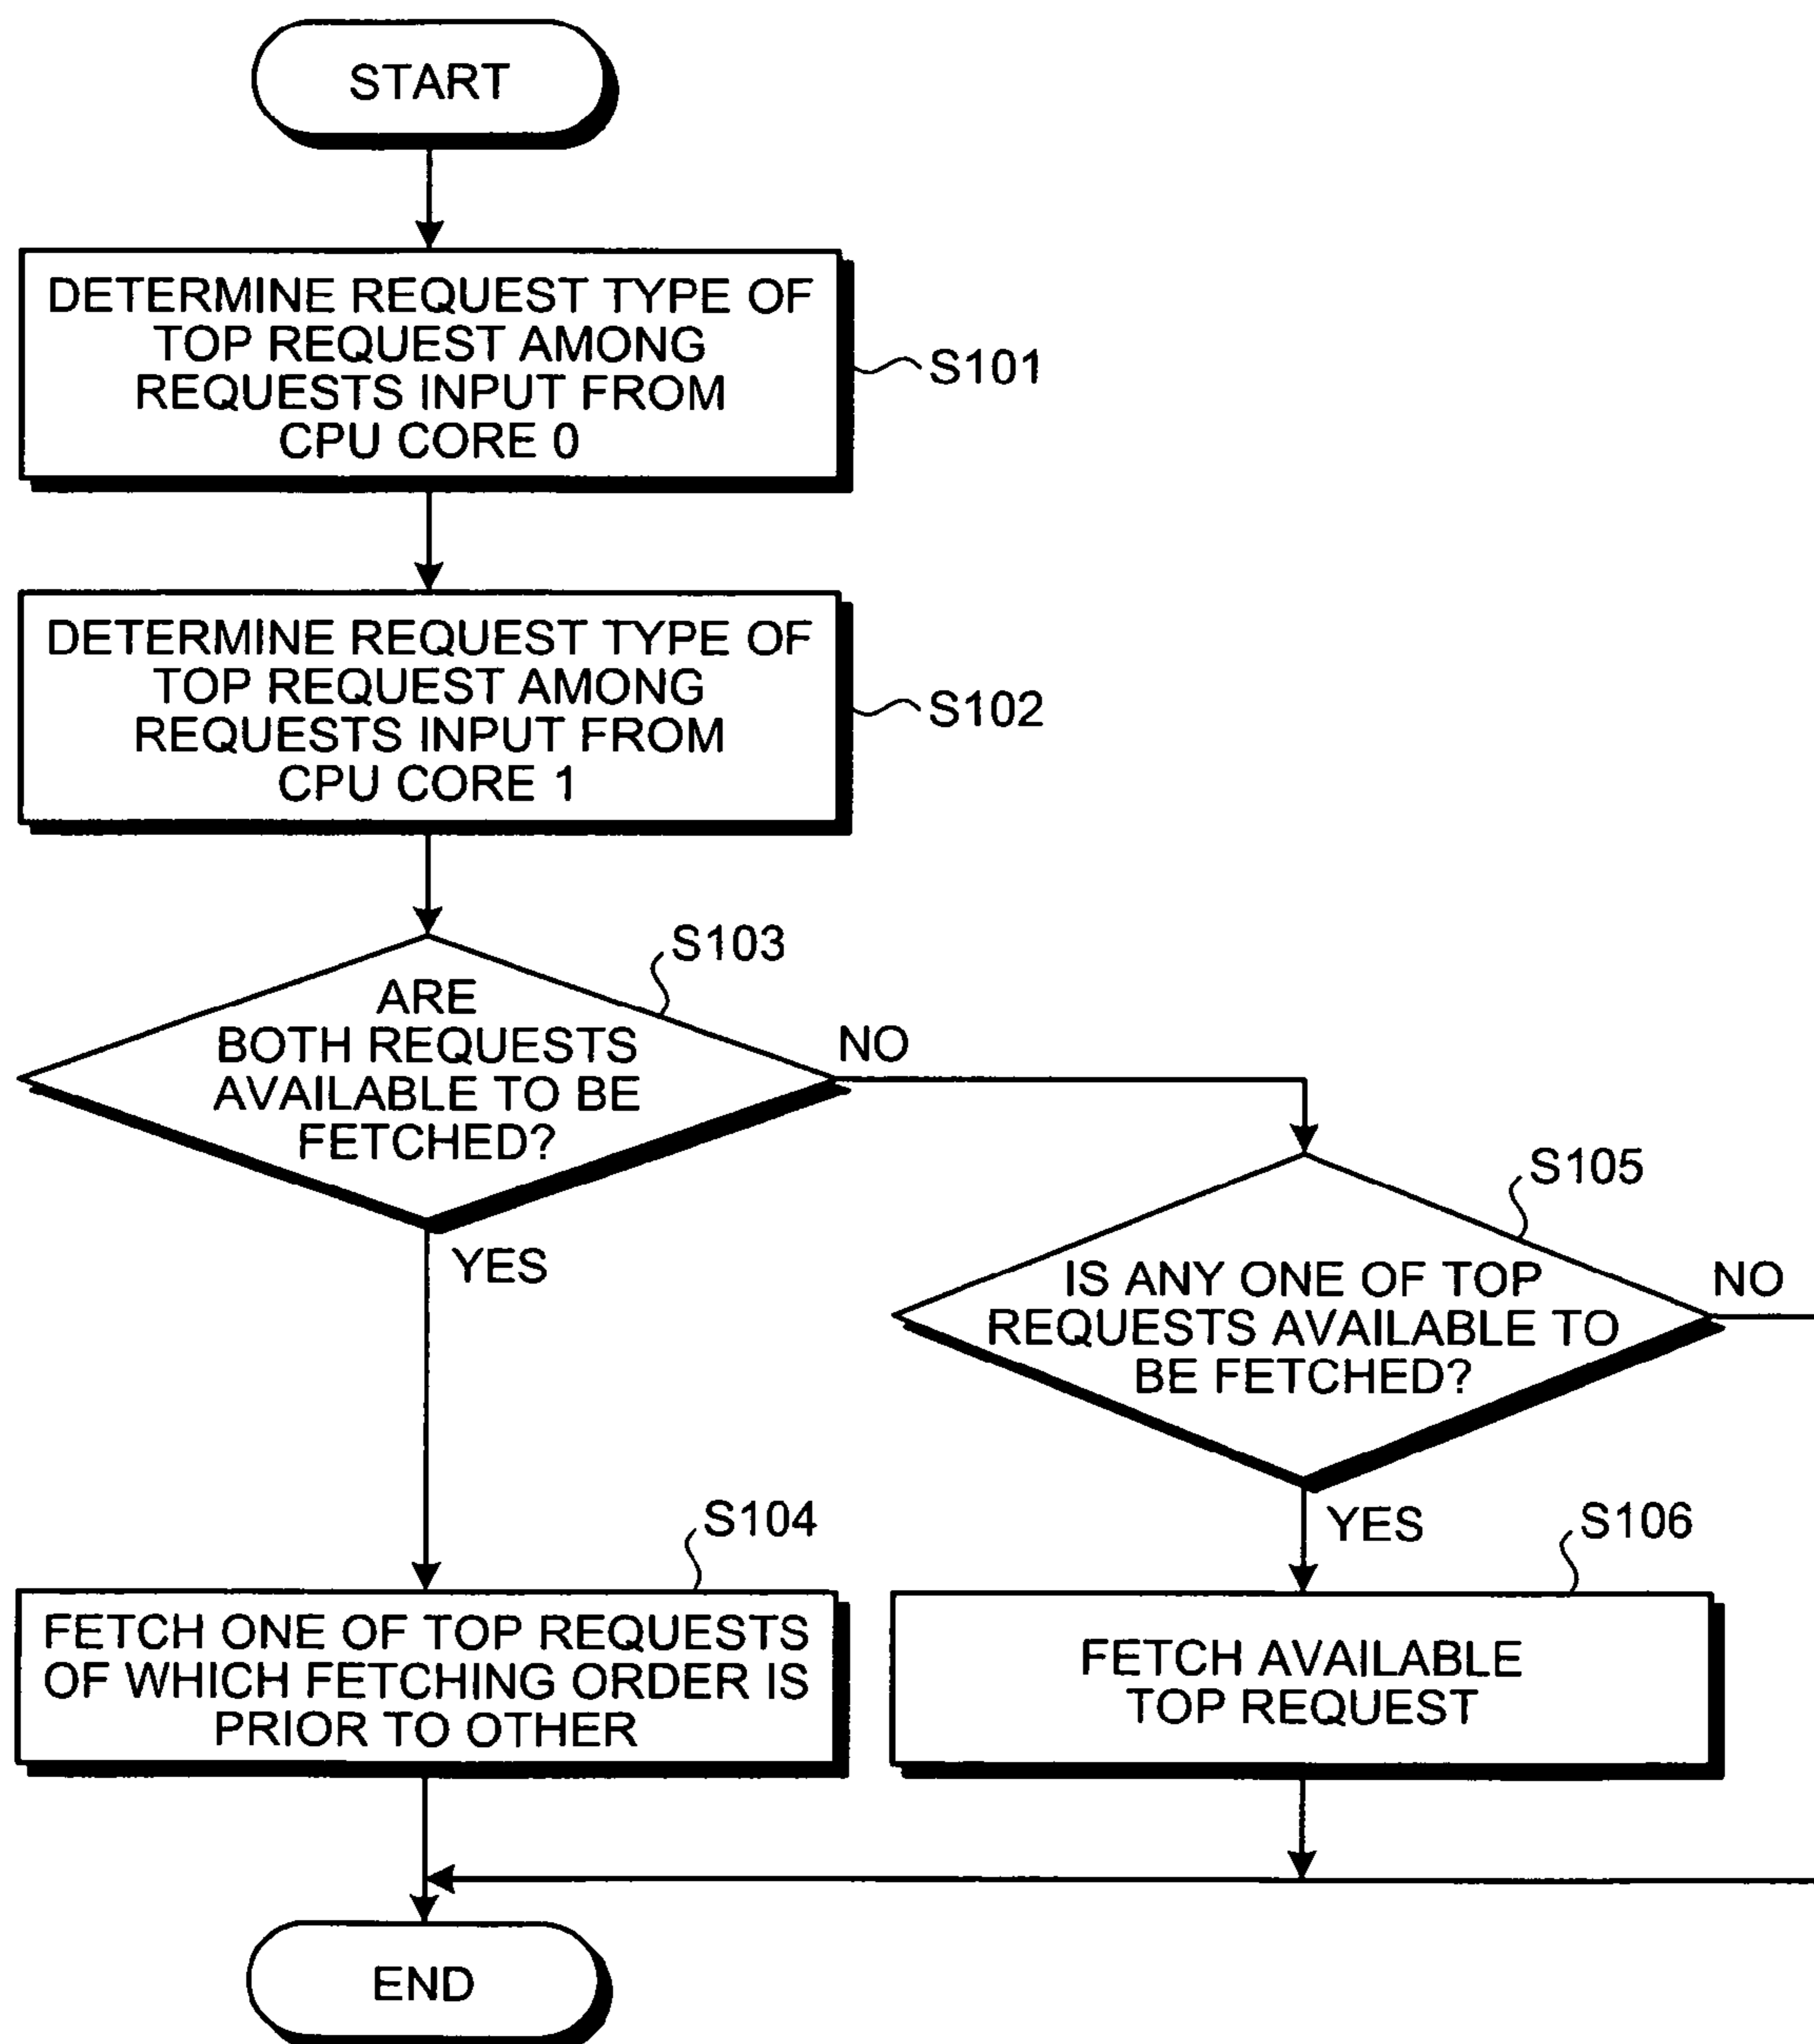 START
DETERMINE REQUEST TYPE OF
TOP REQUEST AMONG
REQUESTS INPUT FROM
CPU CORE 0
S101
DETERMINE REQUEST TYPE OF
TOP REQUEST AMONG
REQUESTS INPUT FROM
CPU CORE 1
S102
S103
ARE
BOTH REQUESTS
AVAILABLE TO BE
FETCHED?
NO
YES
S105
IS ANY ONE OF TOP
REQUESTS AVAILABLE TO
BE FETCHED?
NO
YES
S104
FETCH ONE OF TOP REQUESTS
OF WHICH FETCHING ORDER IS
PRIOR TO OTHER
S106
FETCH AVAILABLE
TOP REQUEST
END